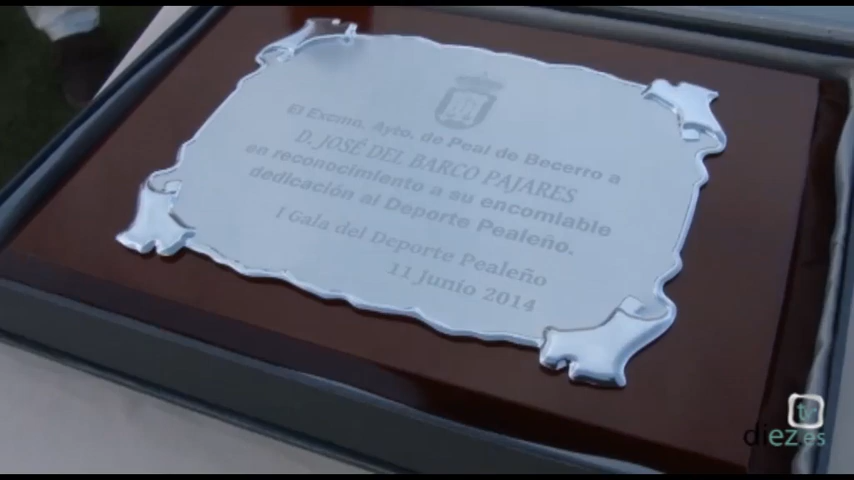 El Excmo. Ayto. de Peal de Becerro a
D. JOSÉ DEL BARCO PAJARES
en reconocimiento a su encomiable
dedicación al Deporte Pealeño.
I Gala del Deporte Pealeño
11 Junio 2014
tv
diez.es